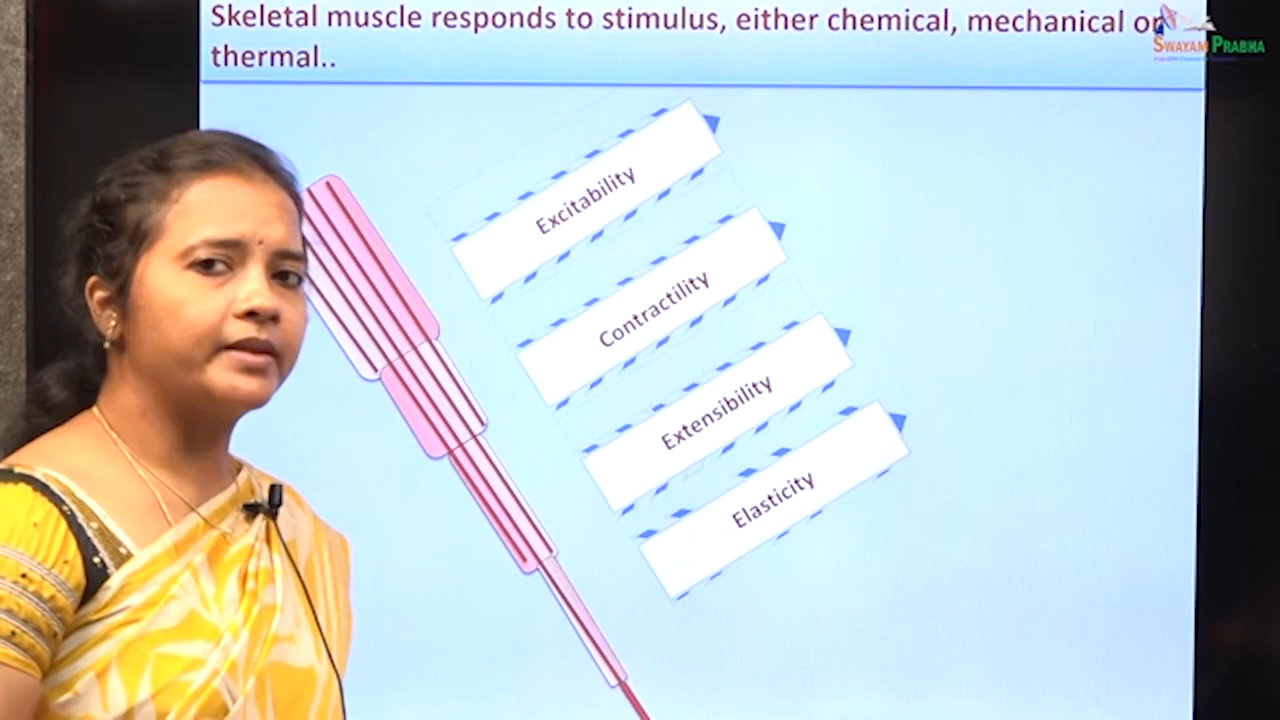 Skeletal muscle responds to stimulus, either chemical, mechanical or
thermal..
SWAYAM PRABHA
Excitability
Contractility
Extensibility
Elasticity